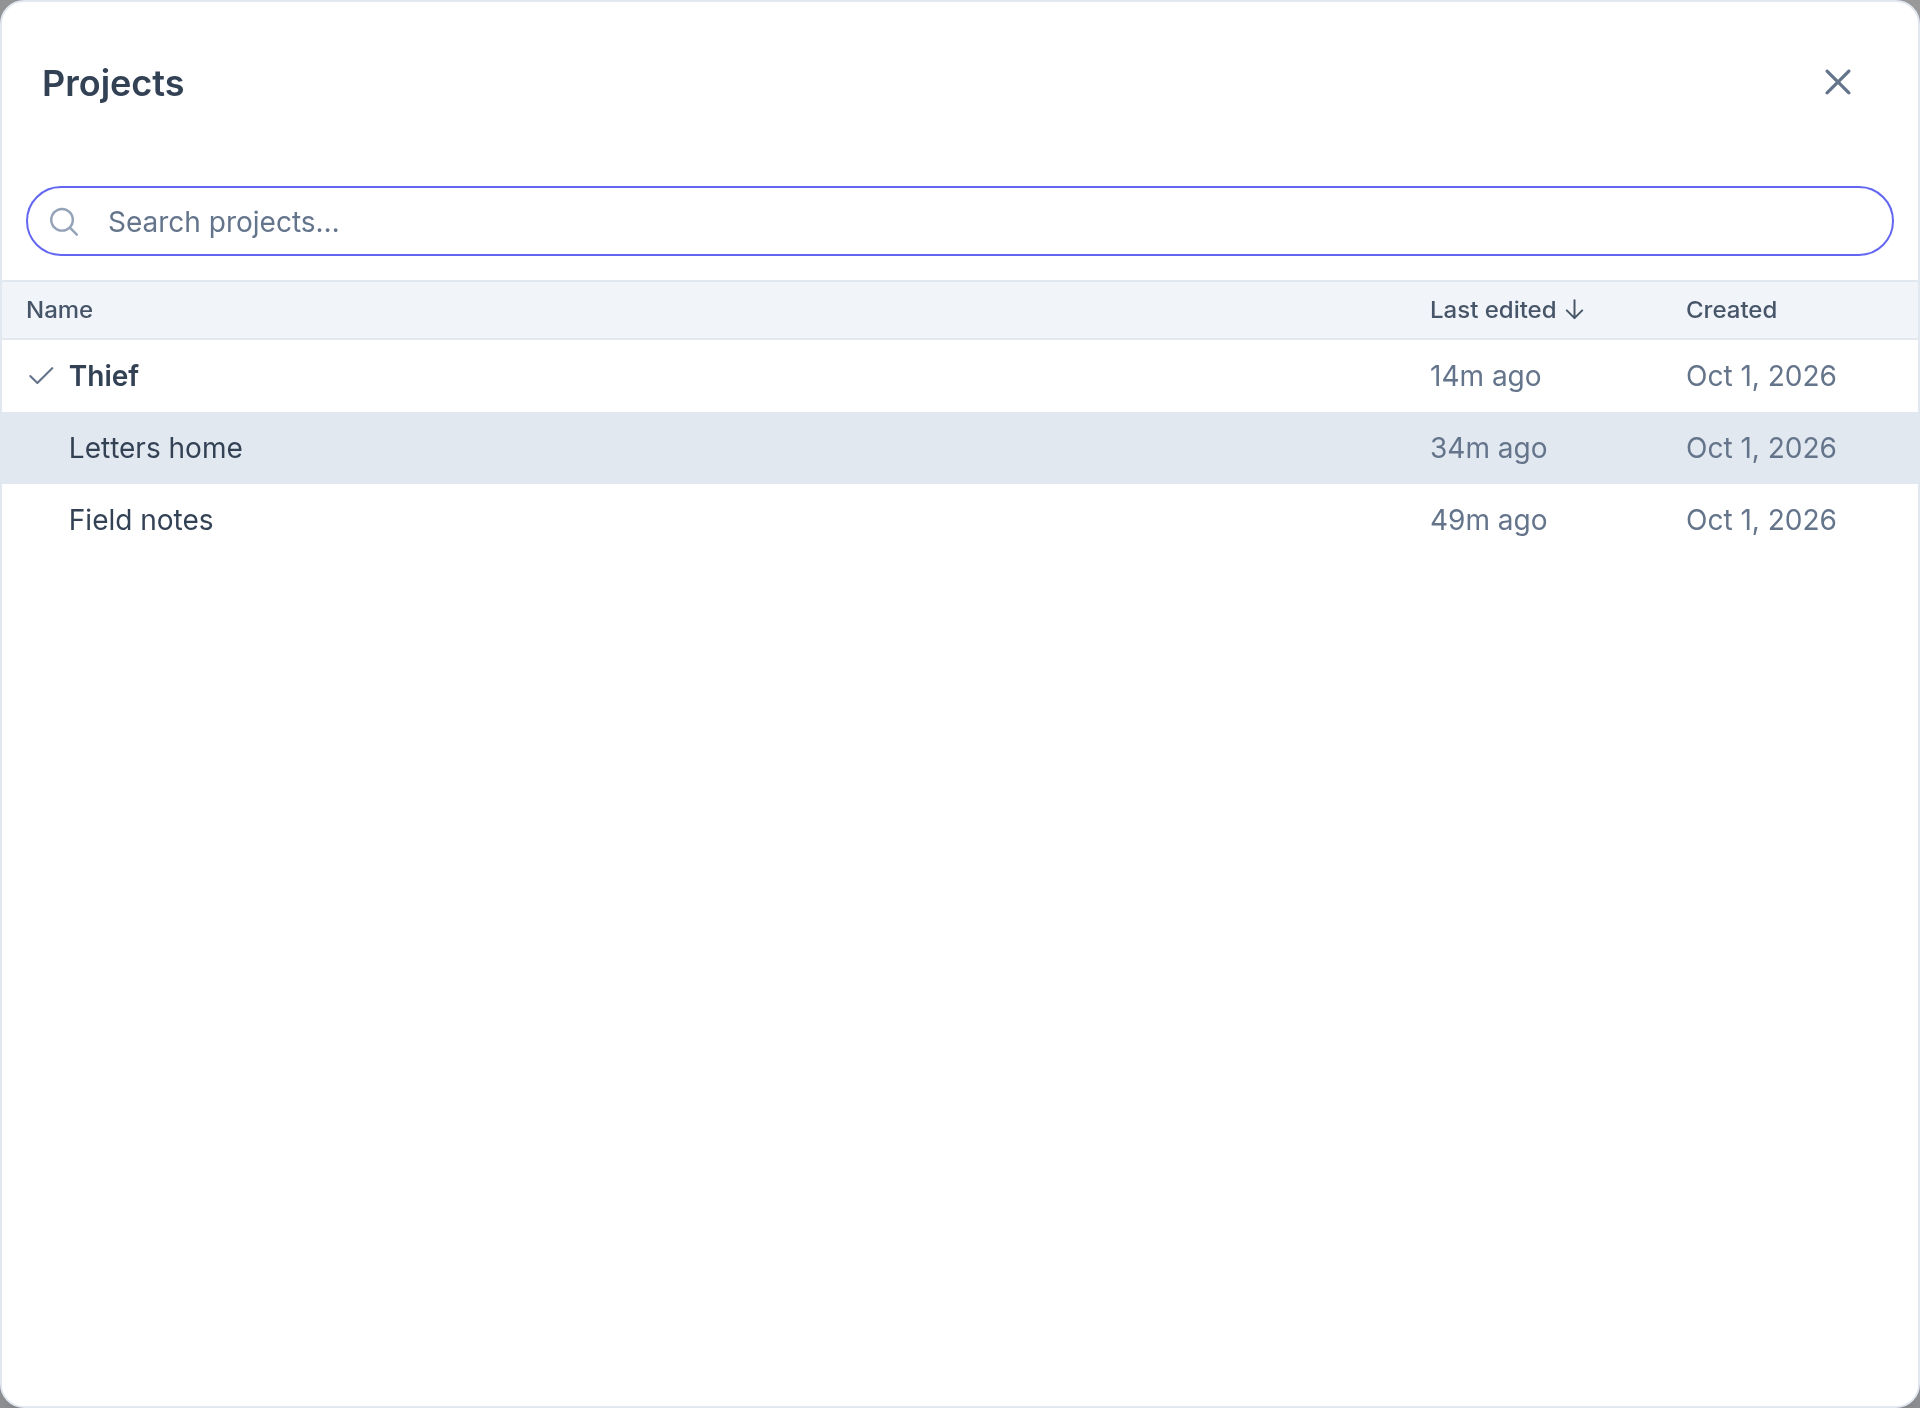 Projects
Search projects...
Name Last edited ↓ Created
Thief 14m ago Oct 1, 2026
Letters home 34m ago Oct 1, 2026
Field notes 49m ago Oct 1, 2026